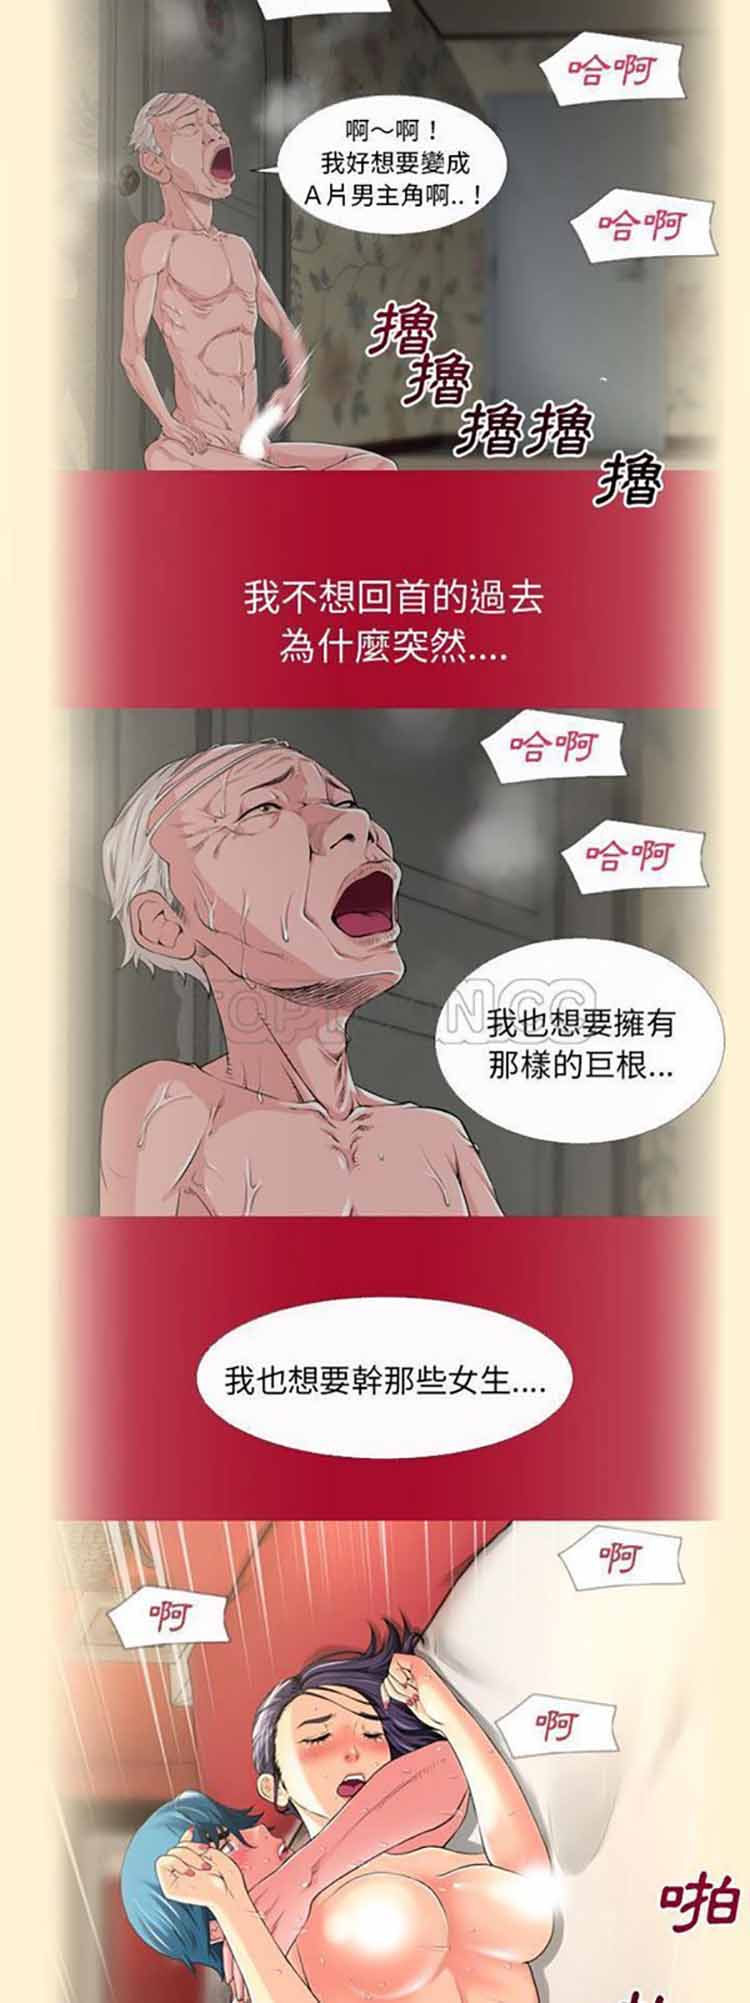 哈啊
啊～啊！
我好想要變成
A片男主角啊..！
哈啊
擼
擼
擼擼
擼
我不想回首的過去
為什麼突然....
哈啊
哈啊
我也想要擁有
那樣的巨根...
我也想要幹那些女生....
啊
啊
啊
啪